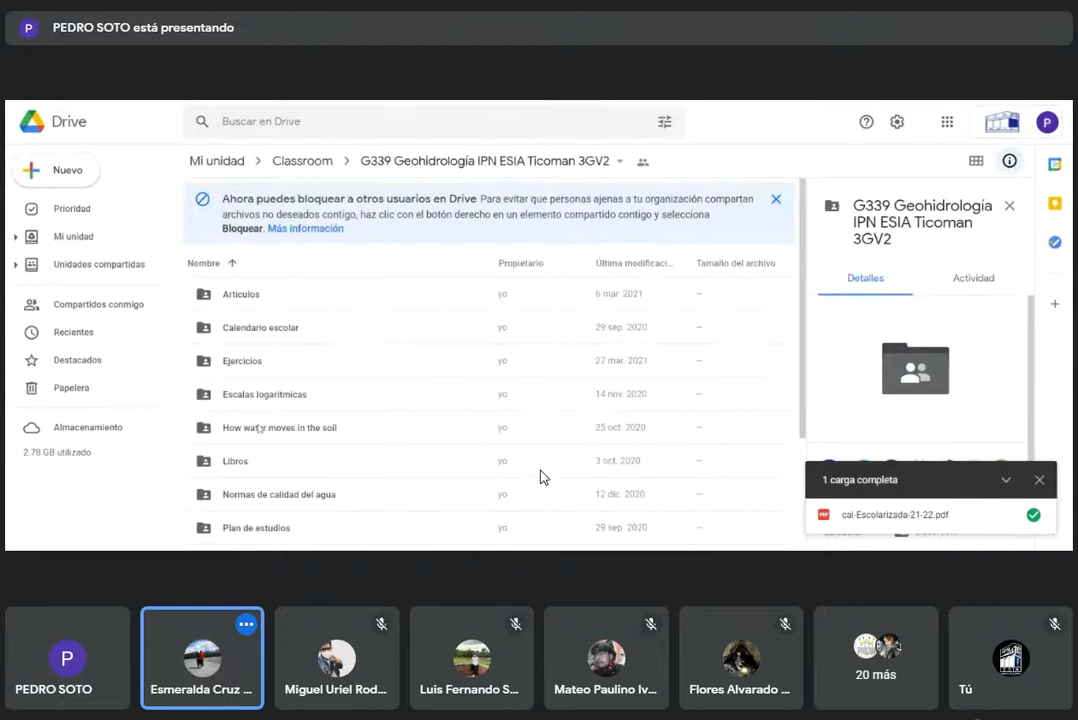 P PEDRO SOTO está presentando
Drive
Buscar en Drive
P
Nuevo
Mi unidad > Classroom > G339 Geohidrología IPN ESIA Ticoman 3GV2
Prioridad
Mi unidad
Unidades compartidas
Compartidos conmigo
Recientes
Destacados
Papelera
Almacenamiento
2.78 GB utilizado
Ahora puedes bloquear a otros usuarios en Drive Para evitar que personas ajenas a tu organización compartan
archivos no deseados contigo, haz clic con el botón derecho en un elemento compartido contigo y selecciona
Bloquear. Más información
Nombre Propietario Última modificaci... Tamaño del archivo
Artículos yo 6 mar. 2021 –
Calendario escolar yo 29 sep. 2020 –
Ejercicios yo 27 mar. 2021 –
Escalas logarítmicas yo 14 nov. 2020 –
How water moves in the soil yo 25 oct. 2020 –
Libros yo 3 oct. 2020 –
Normas de calidad del agua yo 12 dic. 2020 –
Plan de estudios yo 29 sep. 2020 –
G339 Geohidrología
IPN ESIA Ticoman
3GV2
Detalles Actividad
1 carga completa
PDF cal-Escolarizada-21-22.pdf
P
PEDRO SOTO
Esmeralda Cruz ...
Miguel Uriel Rod...
Luis Fernando S...
Mateo Paulino Iv...
Flores Alvarado ...
20 más
Tú